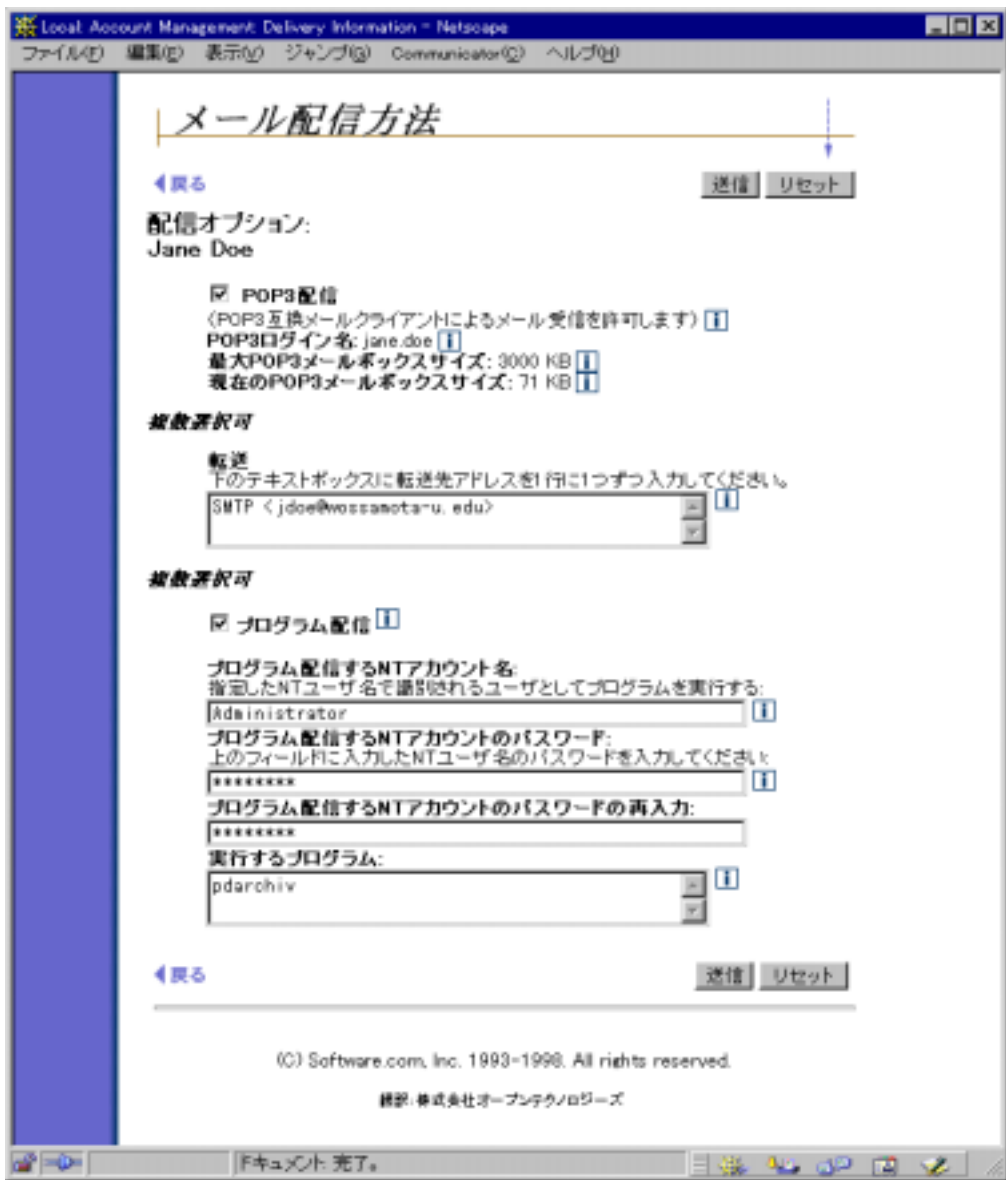 Local Account Management: Delivery Information - Netscape
ファイル(F) 編集(E) 表示(V) ジャンプ(G) Communicator(C) ヘルプ(H)
メール配信方法
戻る 送信 リセット
配信オプション:
Jane Doe
POP3配信
(POP3互換メールクライアントによるメール受信を許可します)
POP3ログイン名: jane.doe
最大POP3メールボックスサイズ: 3000 KB
現在のPOP3メールボックスサイズ: 71 KB
複数選択可
転送
下のテキストボックスに転送先アドレスを1行に1つずつ入力してください。
SMTP <jdoe@wossamota-u.edu>
複数選択可
プログラム配信
プログラム配信するNTアカウント名:
指定したNTユーザ名で識別されるユーザとしてプログラムを実行する:
Administrator
プログラム配信するNTアカウントのパスワード:
上のフィールドに入力したNTユーザ名のパスワードを入力してください:
********
プログラム配信するNTアカウントのパスワードの再入力:
********
実行するプログラム:
pdarchiv
戻る 送信 リセット
(C) Software.com, Inc. 1993-1998. All rights reserved.
翻訳:株式会社オープンテクノロジーズ
ドキュメント: 完了。